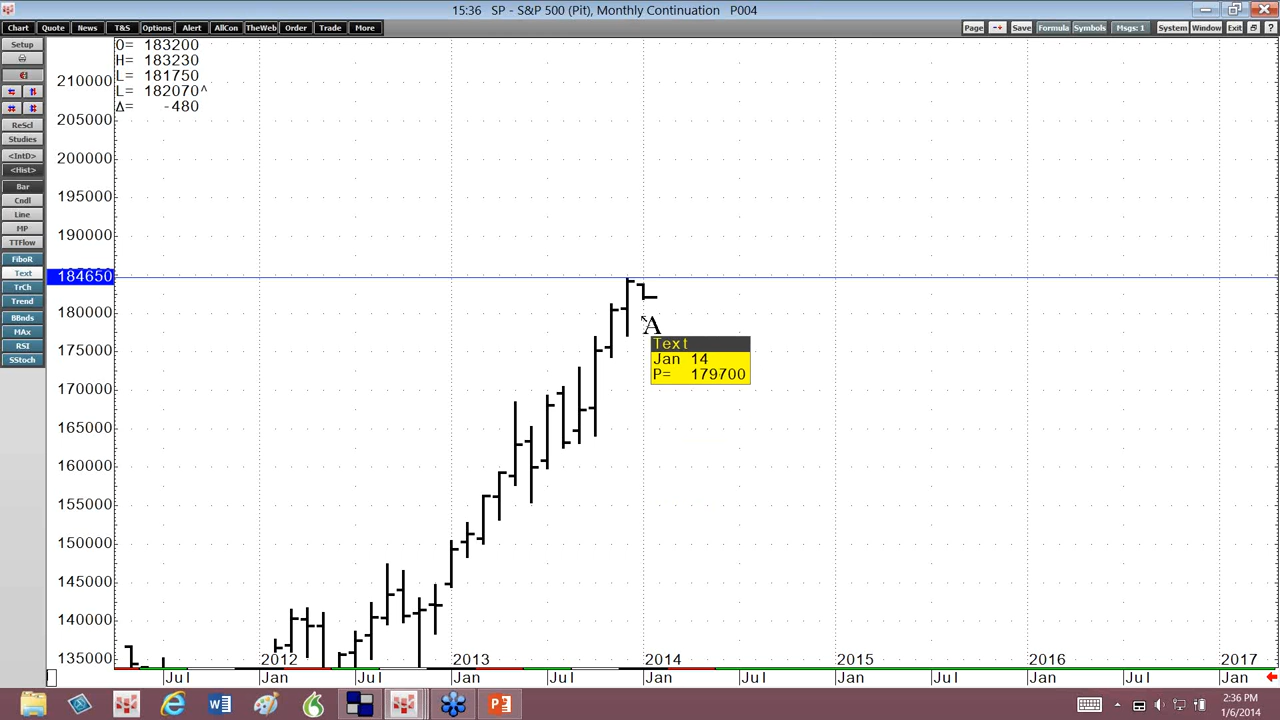 15:36 SP - S&P 500 (Pit), Monthly Continuation P004
Chart Quote News T&S Options Alert AllCon TheWeb Order Trade More Page Save Formula Symbols Msgs: 1 System Window Exit
Setup
ReScl
Studies
<IntD>
<Hist>
Bar
Cndl
Line
MP
TTFlow
FiboR
Text
TrCh
Trend
BBnds
MAx
RSI
SStoch
O= 183200
H= 183230
L= 181750
L= 182070^
Δ= -480
210000
205000
200000
195000
190000
184650
180000
175000
170000
165000
160000
155000
150000
145000
140000
135000
A
Text
Jan 14
P= 179700
2012 2013 2014 2015 2016 2017
Jul Jan Jul Jan Jul Jan Jul Jan Jul Jan Jul Jan
2:36 PM
1/6/2014